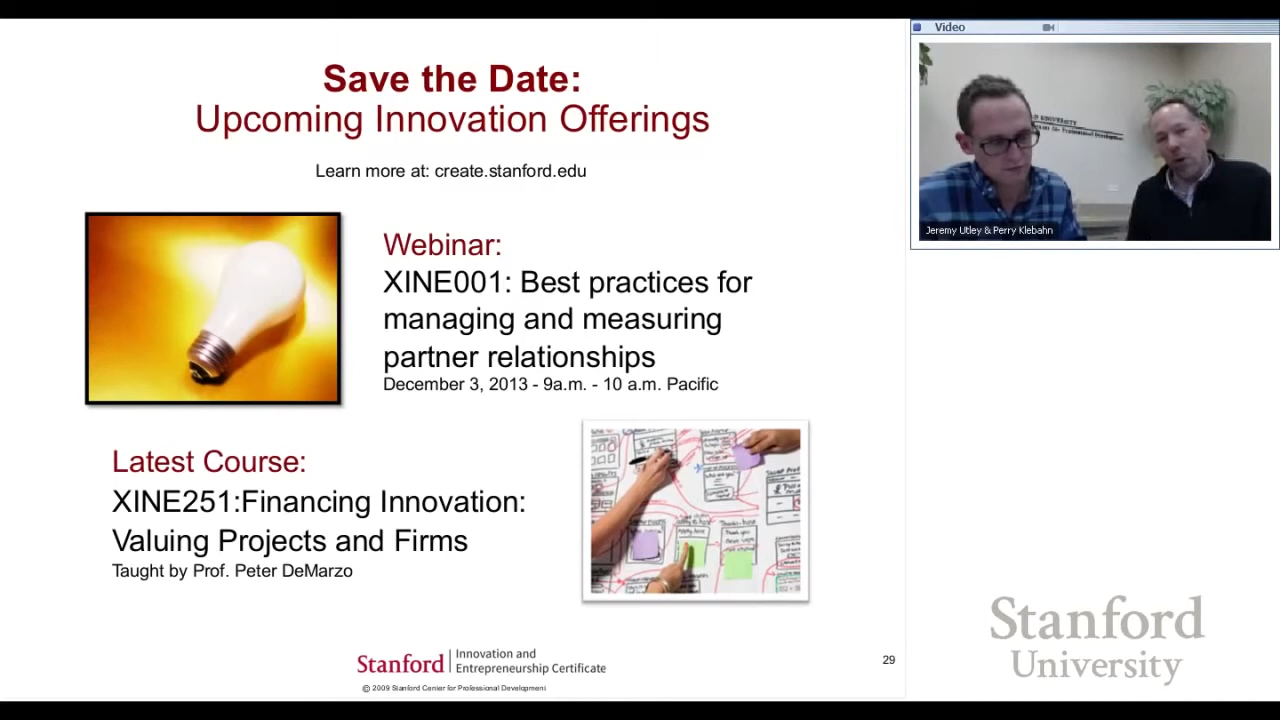 Save the Date:
Upcoming Innovation Offerings
Learn more at: create.stanford.edu
Webinar:
XINE001: Best practices for
managing and measuring
partner relationships
December 3, 2013 - 9a.m. - 10 a.m. Pacific
Latest Course:
XINE251:Financing Innovation:
Valuing Projects and Firms
Taught by Prof. Peter DeMarzo
Stanford
Innovation and
Entrepreneurship Certificate
© 2009 Stanford Center for Professional Development
29
Video
UNIVERSITY
Jeremy Utley & Perry Klebahn
Stanford
University